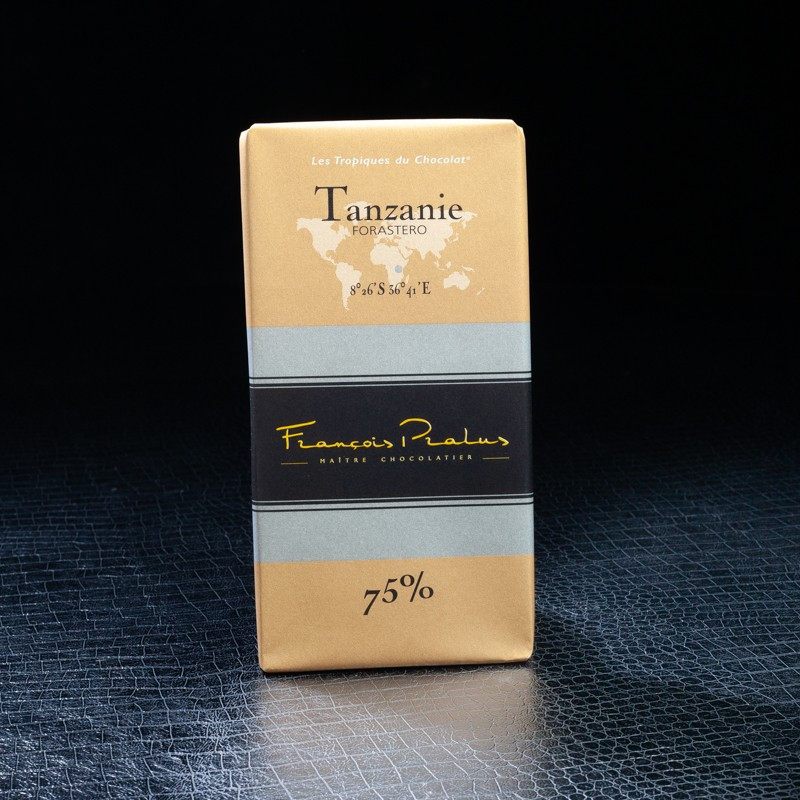 Les Tropiques du Chocolat®
Tanzanie
FORASTERO
8°26'S 36°41'E
François Pralus
MAÎTRE CHOCOLATIER
75%